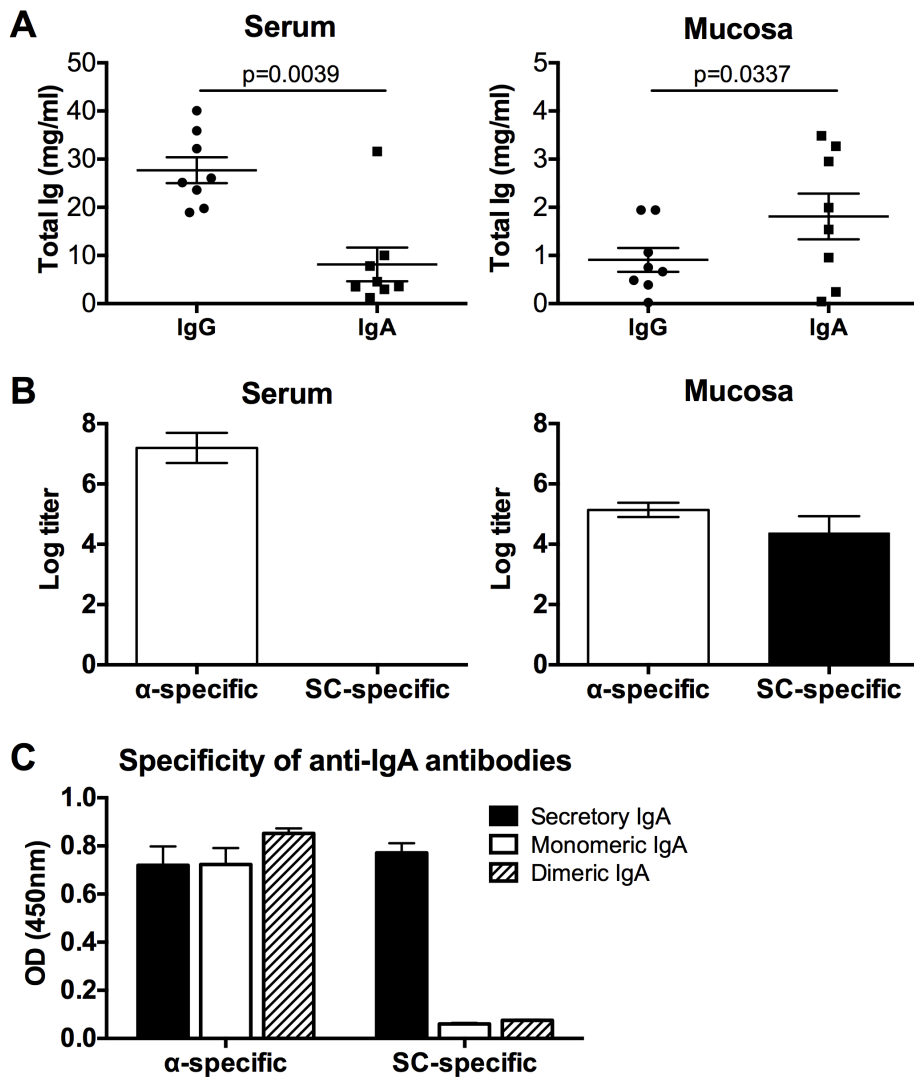 A
Serum
Mucosa
p=0.0039
p=0.0337
Total Ig (mg/ml)
50
40
30
20
10
0
IgG
IgA
Total Ig (mg/ml)
5
4
3
2
1
0
IgG
IgA
B
Serum
Mucosa
Log titer
8
6
4
2
0
α-specific
SC-specific
Log titer
8
6
4
2
0
α-specific
SC-specific
C
Specificity of anti-IgA antibodies
OD (450nm)
1.0
0.8
0.6
0.4
0.2
0.0
α-specific
SC-specific
Secretory IgA
Monomeric IgA
Dimeric IgA